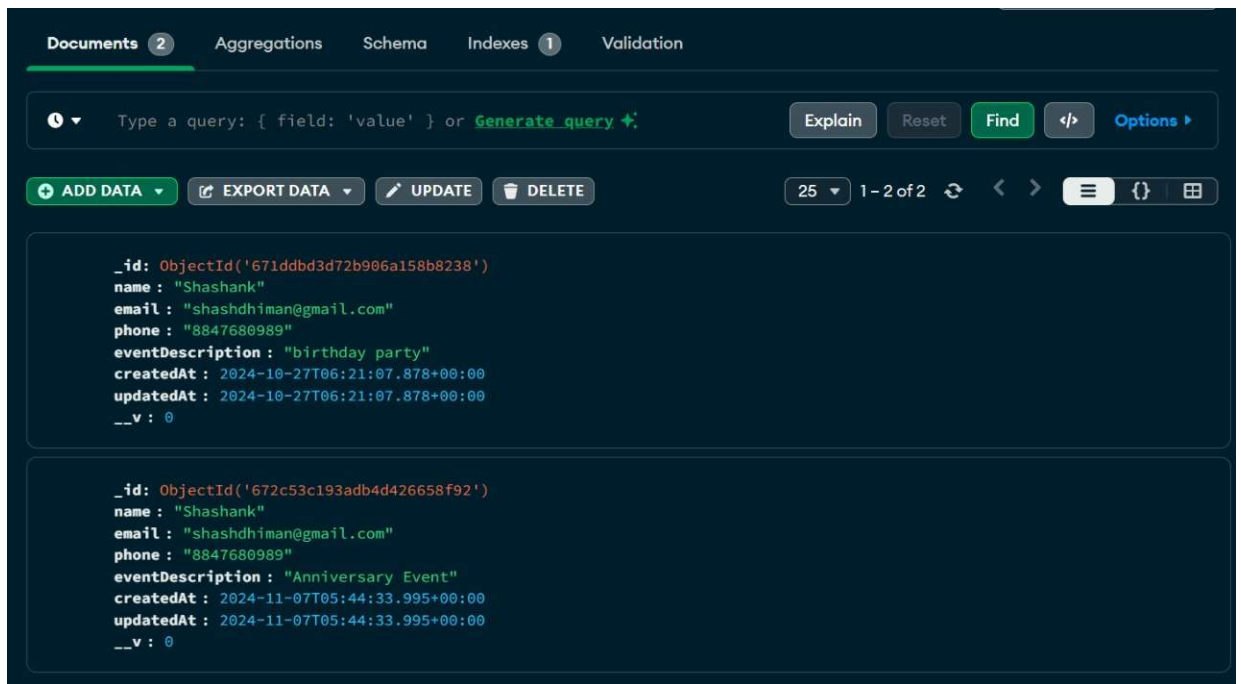 Documents 2 Aggregations Schema Indexes 1 Validation
Type a query: { field: 'value' } or Generate query Explain Reset Find </> Options
ADD DATA EXPORT DATA UPDATE DELETE 25 1 – 2 of 2 {}
_id: ObjectId('671ddbd3d72b906a158b8238')
name : "Shashank"
email : "shashdhiman@gmail.com"
phone : "8847680989"
eventDescription : "birthday party"
createdAt : 2024-10-27T06:21:07.878+00:00
updatedAt : 2024-10-27T06:21:07.878+00:00
__v : 0
_id: ObjectId('672c53c193adb4d426658f92')
name : "Shashank"
email : "shashdhiman@gmail.com"
phone : "8847680989"
eventDescription : "Anniversary Event"
createdAt : 2024-11-07T05:44:33.995+00:00
updatedAt : 2024-11-07T05:44:33.995+00:00
__v : 0